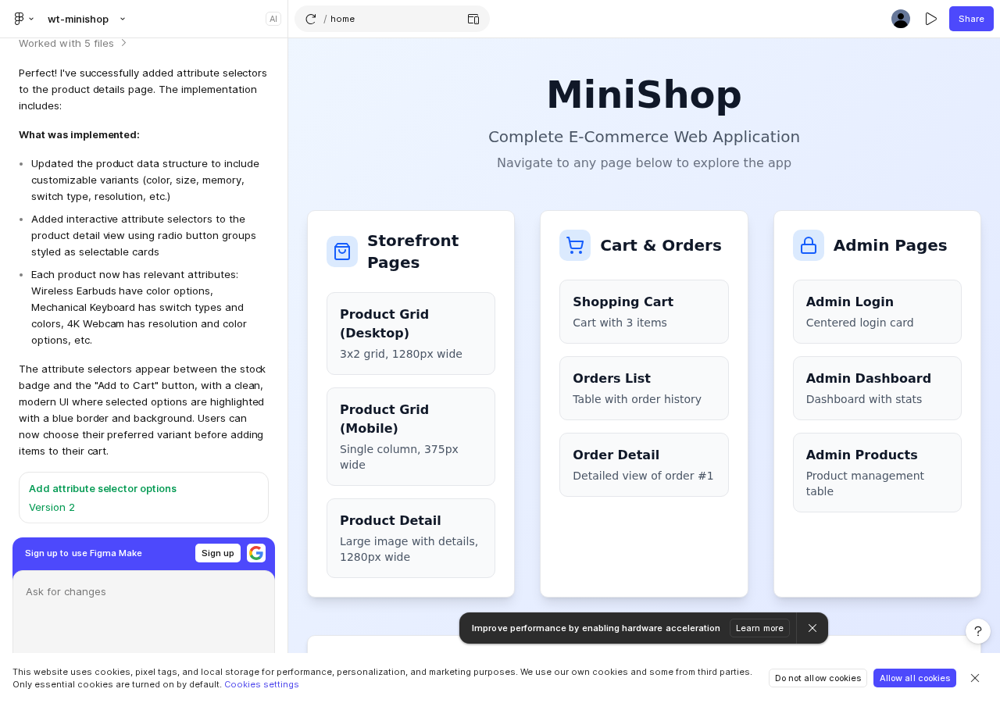 wt-minishop
AI
/ home
Share
Worked with 5 files
Perfect! I've successfully added attribute selectors
to the product details page. The implementation
includes:
What was implemented:
• Updated the product data structure to include
customizable variants (color, size, memory,
switch type, resolution, etc.)
• Added interactive attribute selectors to the
product detail view using radio button groups
styled as selectable cards
• Each product now has relevant attributes:
Wireless Earbuds have color options,
Mechanical Keyboard has switch types and
colors, 4K Webcam has resolution and color
options, etc.
The attribute selectors appear between the stock
badge and the "Add to Cart" button, with a clean,
modern UI where selected options are highlighted
with a blue border and background. Users can
now choose their preferred variant before adding
items to their cart.
Add attribute selector options
Version 2
Sign up to use Figma Make
Sign up
Ask for changes
MiniShop
Complete E-Commerce Web Application
Navigate to any page below to explore the app
Storefront
Pages
Product Grid
(Desktop)
3x2 grid, 1280px wide
Product Grid
(Mobile)
Single column, 375px
wide
Product Detail
Large image with details,
1280px wide
Cart & Orders
Shopping Cart
Cart with 3 items
Orders List
Table with order history
Order Detail
Detailed view of order #1
Admin Pages
Admin Login
Centered login card
Admin Dashboard
Dashboard with stats
Admin Products
Product management
table
Improve performance by enabling hardware acceleration
Learn more
?
This website uses cookies, pixel tags, and local storage for performance, personalization, and marketing purposes. We use our own cookies and some from third parties.
Only essential cookies are turned on by default. Cookies settings
Do not allow cookies
Allow all cookies